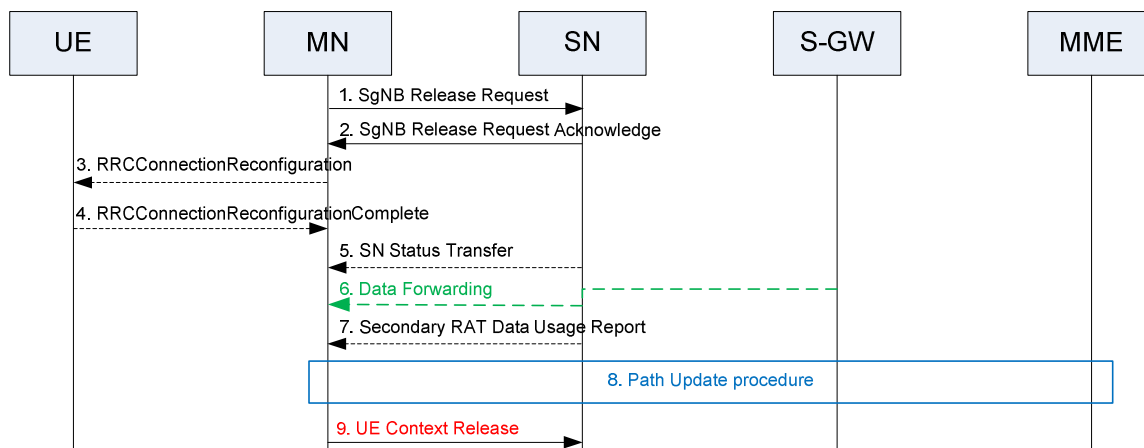 UE
MN
SN
S-GW
MME
1. SgNB Release Request
2. SgNB Release Request Acknowledge
3. RRCConnectionReconfiguration
4. RRCConnectionReconfigurationComplete
5. SN Status Transfer
6. Data Forwarding
7. Secondary RAT Data Usage Report
8. Path Update procedure
9. UE Context Release